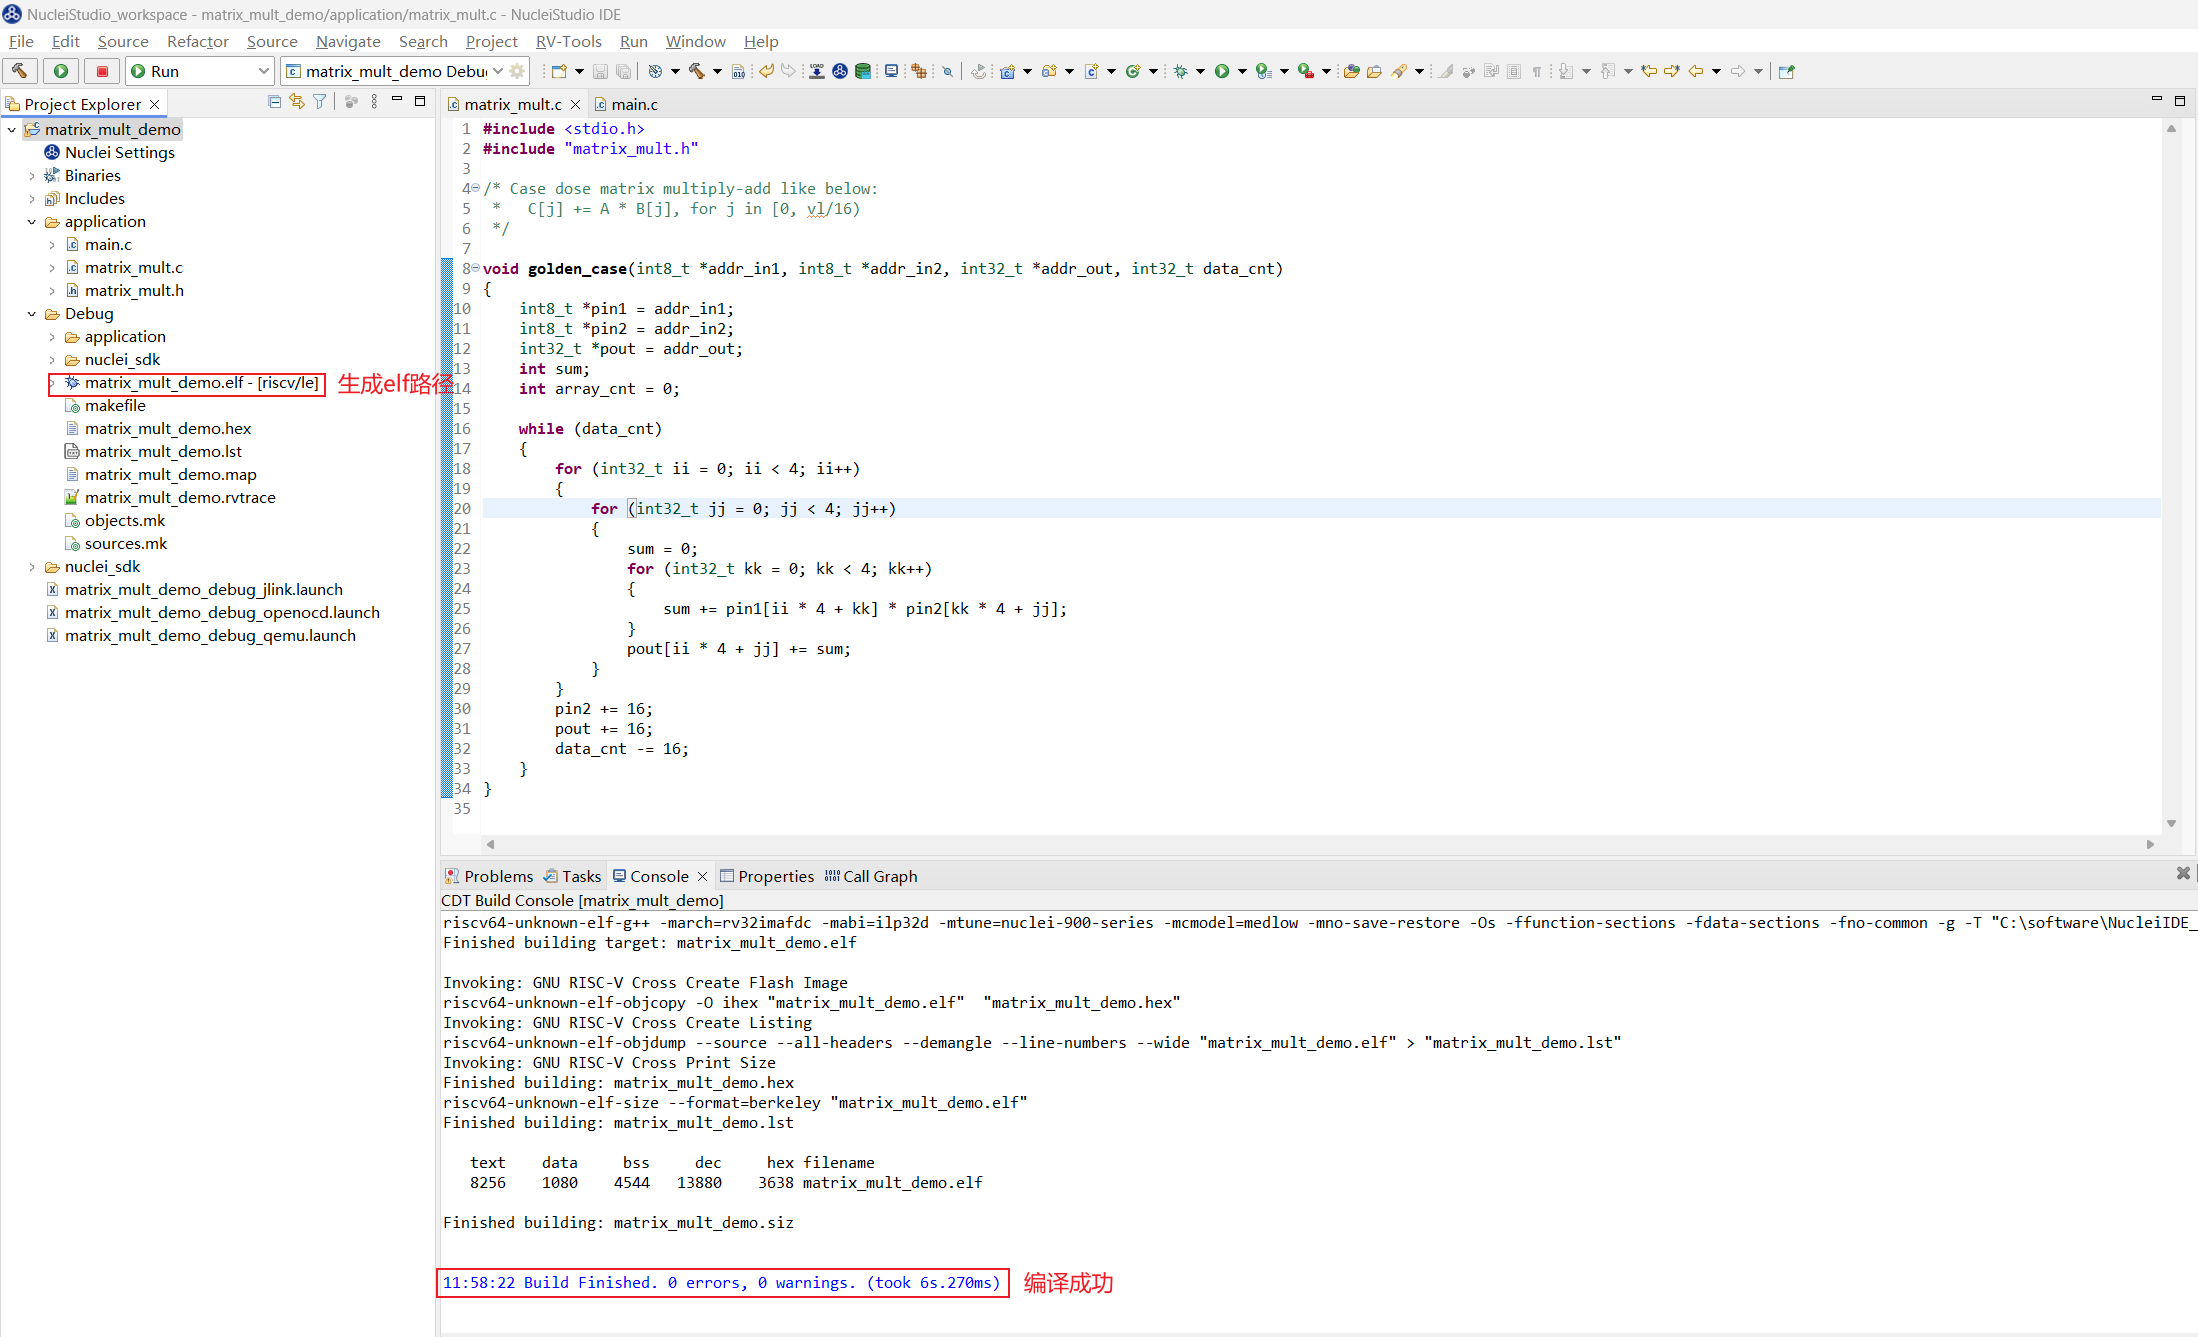 NucleiStudio_workspace - matrix_mult_demo/application/matrix_mult.c - NucleiStudio IDE
File Edit Source Refactor Source Navigate Search Project RV-Tools Run Window Help
Run
matrix_mult_demo Debu
Project Explorer
matrix_mult_demo
Nuclei Settings
Binaries
Includes
application
main.c
matrix_mult.c
matrix_mult.h
Debug
application
nuclei_sdk
matrix_mult_demo.elf - [riscv/le] 生成elf路径
makefile
matrix_mult_demo.hex
matrix_mult_demo.lst
matrix_mult_demo.map
matrix_mult_demo.rvtrace
objects.mk
sources.mk
nuclei_sdk
matrix_mult_demo_debug_jlink.launch
matrix_mult_demo_debug_openocd.launch
matrix_mult_demo_debug_qemu.launch
matrix_mult.c main.c
1 #include <stdio.h>
2 #include "matrix_mult.h"
3
4 /* Case dose matrix multiply-add like below:
5  *   C[j] += A * B[j], for j in [0, vl/16)
6  */
7
8 void golden_case(int8_t *addr_in1, int8_t *addr_in2, int32_t *addr_out, int32_t data_cnt)
9 {
10     int8_t *pin1 = addr_in1;
11     int8_t *pin2 = addr_in2;
12     int32_t *pout = addr_out;
13     int sum;
14     int array_cnt = 0;
15
16     while (data_cnt)
17     {
18         for (int32_t ii = 0; ii < 4; ii++)
19         {
20             for (int32_t jj = 0; jj < 4; jj++)
21             {
22                 sum = 0;
23                 for (int32_t kk = 0; kk < 4; kk++)
24                 {
25                     sum += pin1[ii * 4 + kk] * pin2[kk * 4 + jj];
26                 }
27                 pout[ii * 4 + jj] += sum;
28             }
29         }
30         pin2 += 16;
31         pout += 16;
32         data_cnt -= 16;
33     }
34 }
35
Problems Tasks Console Properties Call Graph
CDT Build Console [matrix_mult_demo]
riscv64-unknown-elf-g++ -march=rv32imafdc -mabi=ilp32d -mtune=nuclei-900-series -mcmodel=medlow -mno-save-restore -Os -ffunction-sections -fdata-sections -fno-common -g -T "C:\software\NucleiIDE_
Finished building target: matrix_mult_demo.elf
Invoking: GNU RISC-V Cross Create Flash Image
riscv64-unknown-elf-objcopy -O ihex "matrix_mult_demo.elf"  "matrix_mult_demo.hex"
Invoking: GNU RISC-V Cross Create Listing
riscv64-unknown-elf-objdump --source --all-headers --demangle --line-numbers --wide "matrix_mult_demo.elf" > "matrix_mult_demo.lst"
Invoking: GNU RISC-V Cross Print Size
Finished building: matrix_mult_demo.hex
riscv64-unknown-elf-size --format=berkeley "matrix_mult_demo.elf"
Finished building: matrix_mult_demo.lst
text data bss dec hex filename
8256 1080 4544 13880 3638 matrix_mult_demo.elf
Finished building: matrix_mult_demo.siz
11:58:22 Build Finished. 0 errors, 0 warnings. (took 6s.270ms) 编译成功